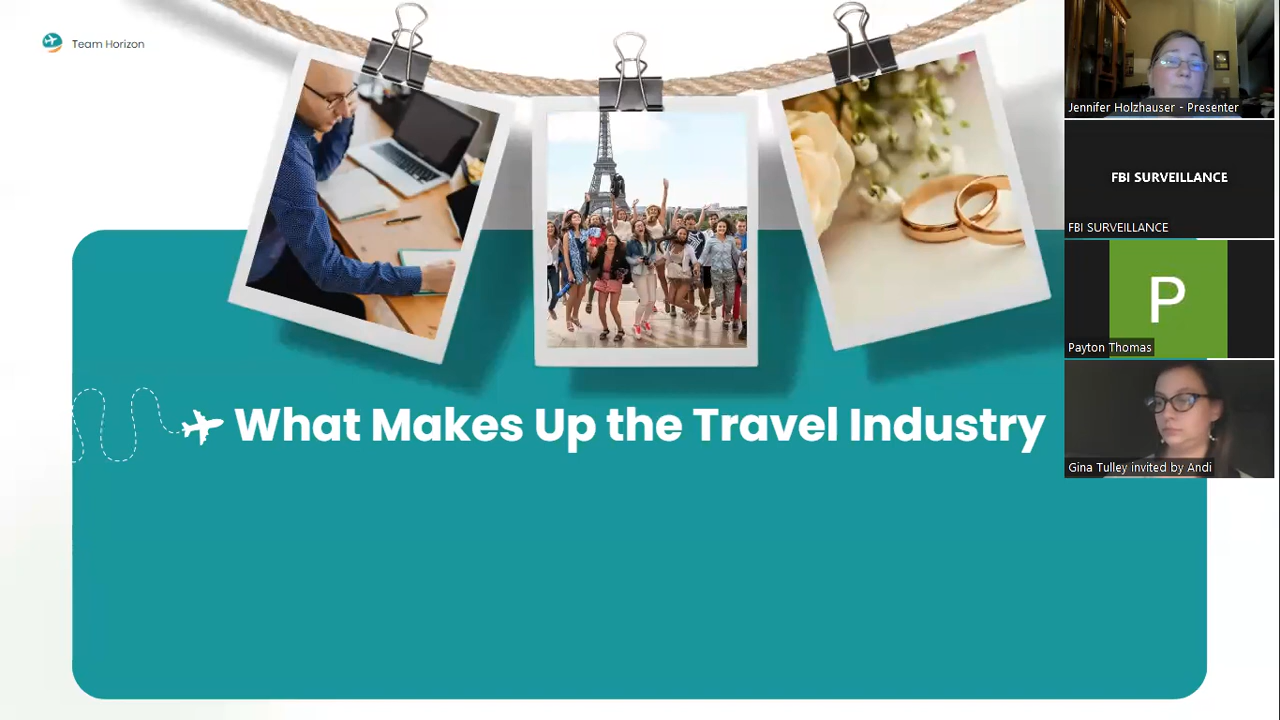 Team Horizon
What Makes Up the Travel Industry
Jennifer Holzhauser - Presenter
FBI SURVEILLANCE
FBI SURVEILLANCE
P
Payton Thomas
Gina Tulley invited by Andi